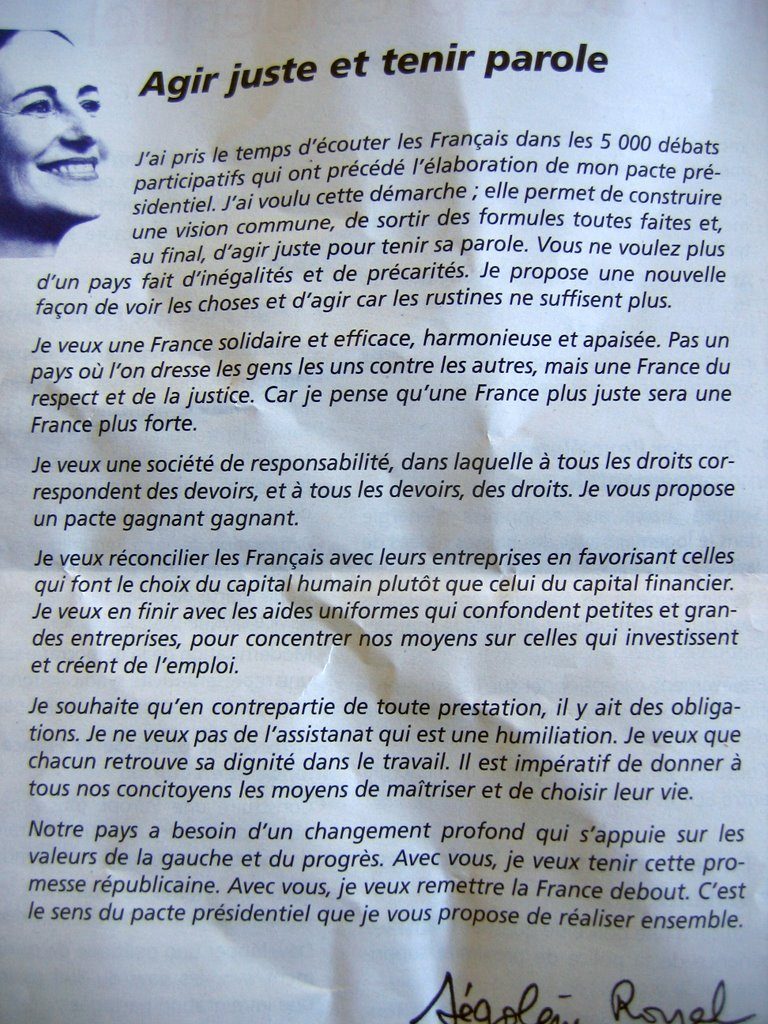 Agir juste et tenir parole
J'ai pris le temps d'écouter les Français dans les 5 000 débats
participatifs qui ont précédé l'élaboration de mon pacte pré-
sidentiel. J'ai voulu cette démarche ; elle permet de construire
une vision commune, de sortir des formules toutes faites et,
au final, d'agir juste pour tenir sa parole. Vous ne voulez plus
d'un pays fait d'inégalités et de précarités. Je propose une nouvelle
façon de voir les choses et d'agir car les rustines ne suffisent plus.
Je veux une France solidaire et efficace, harmonieuse et apaisée. Pas un
pays où l'on dresse les gens les uns contre les autres, mais une France du
respect et de la justice. Car je pense qu'une France plus juste sera une
France plus forte.
Je veux une société de responsabilité, dans laquelle à tous les droits cor-
respondent des devoirs, et à tous les devoirs, des droits. Je vous propose
un pacte gagnant gagnant.
Je veux réconcilier les Français avec leurs entreprises en favorisant celles
qui font le choix du capital humain plutôt que celui du capital financier.
Je veux en finir avec les aides uniformes qui confondent petites et gran-
des entreprises, pour concentrer nos moyens sur celles qui investissent
et créent de l'emploi.
Je souhaite qu'en contrepartie de toute prestation, il y ait des obliga-
tions. Je ne veux pas de l'assistanat qui est une humiliation. Je veux que
chacun retrouve sa dignité dans le travail. Il est impératif de donner à
tous nos concitoyens les moyens de maîtriser et de choisir leur vie.
Notre pays a besoin d'un changement profond qui s'appuie sur les
valeurs de la gauche et du progrès. Avec vous, je veux tenir cette pro-
messe républicaine. Avec vous, je veux remettre la France debout. C'est
le sens du pacte présidentiel que je vous propose de réaliser ensemble.
Ségolène Royal